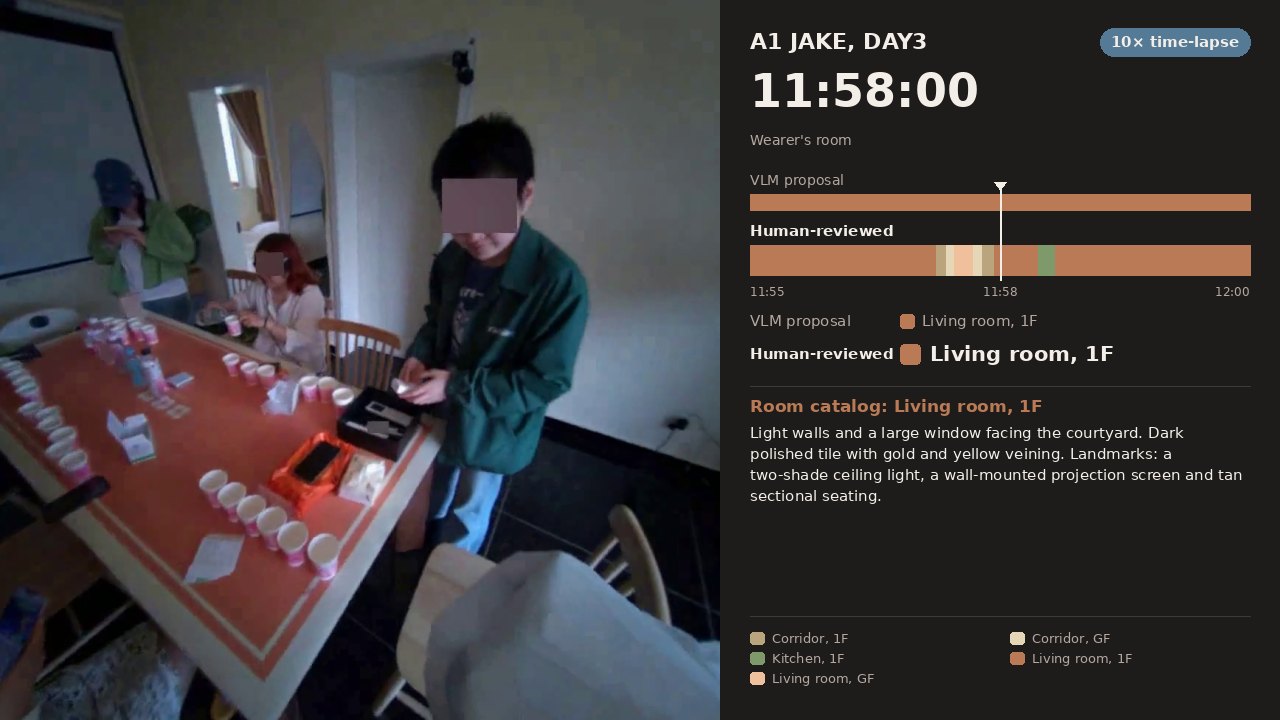 A1 JAKE, DAY3
10× time-lapse
11:58:00
Wearer's room
VLM proposal
Human-reviewed
11:55
11:58
12:00
VLM proposal
Living room, 1F
Human-reviewed
Living room, 1F
Room catalog: Living room, 1F
Light walls and a large window facing the courtyard. Dark
polished tile with gold and yellow veining. Landmarks: a
two-shade ceiling light, a wall-mounted projection screen and tan
sectional seating.
Corridor, 1F
Corridor, GF
Kitchen, 1F
Living room, 1F
Living room, GF